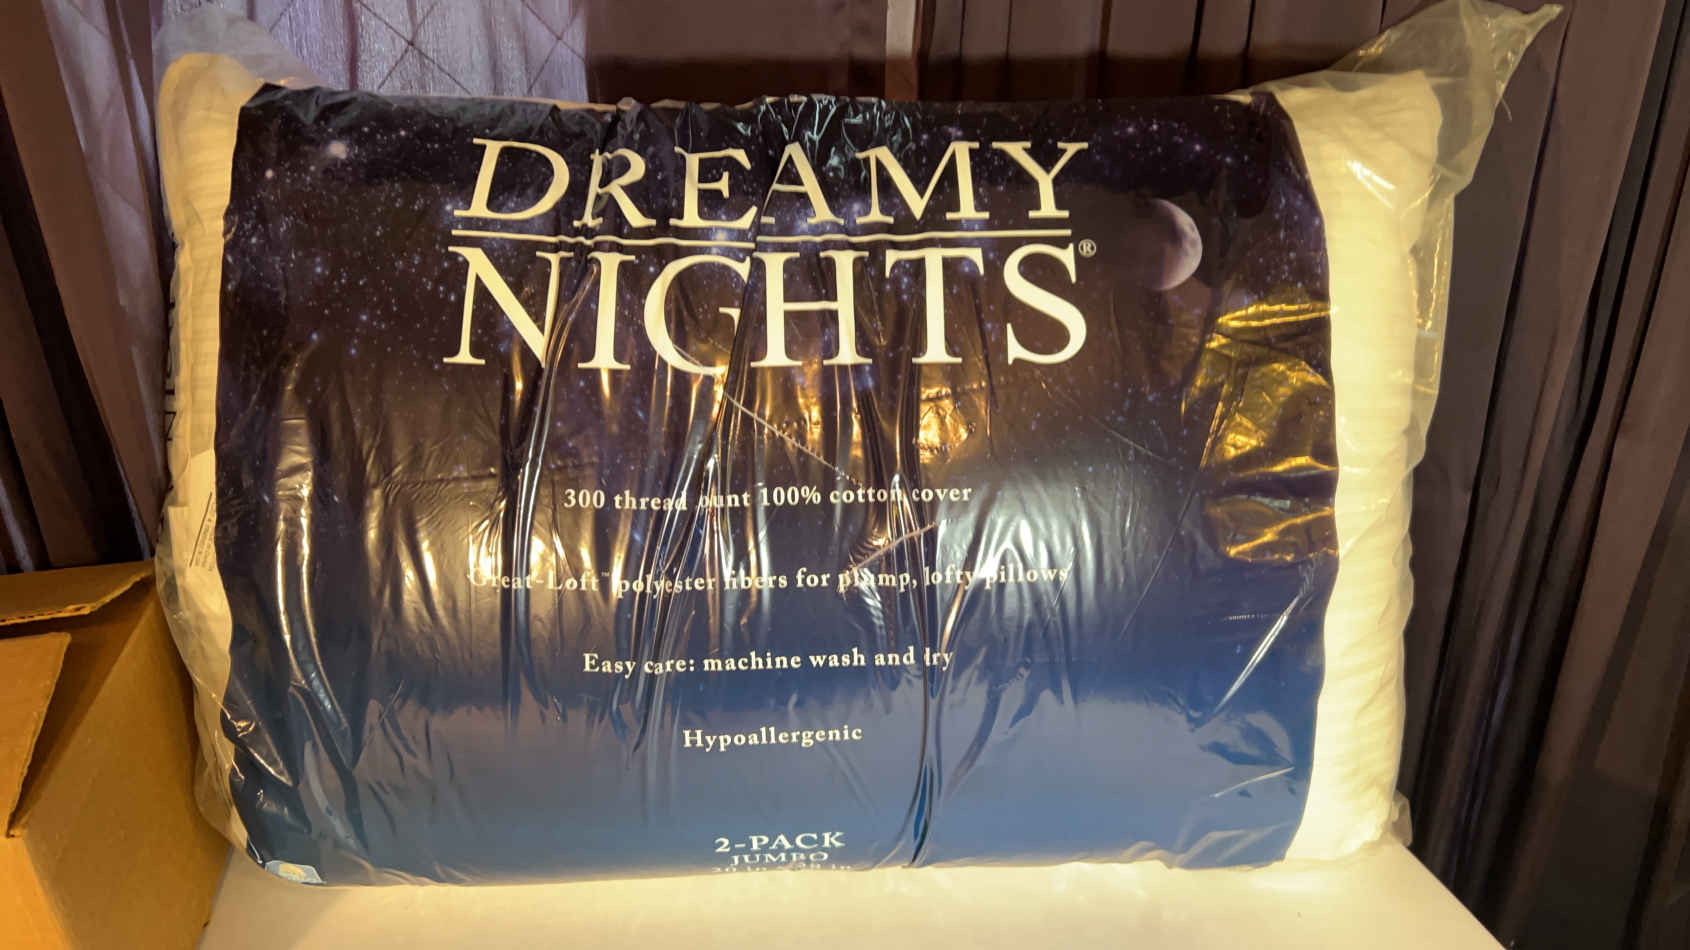 DREAMY
NIGHTS®
300 thread count 100% cotton cover
Great-Loft™ polyester fibers for plump, lofty pillows
Easy care: machine wash and dry
Hypoallergenic
2-PACK
JUMBO